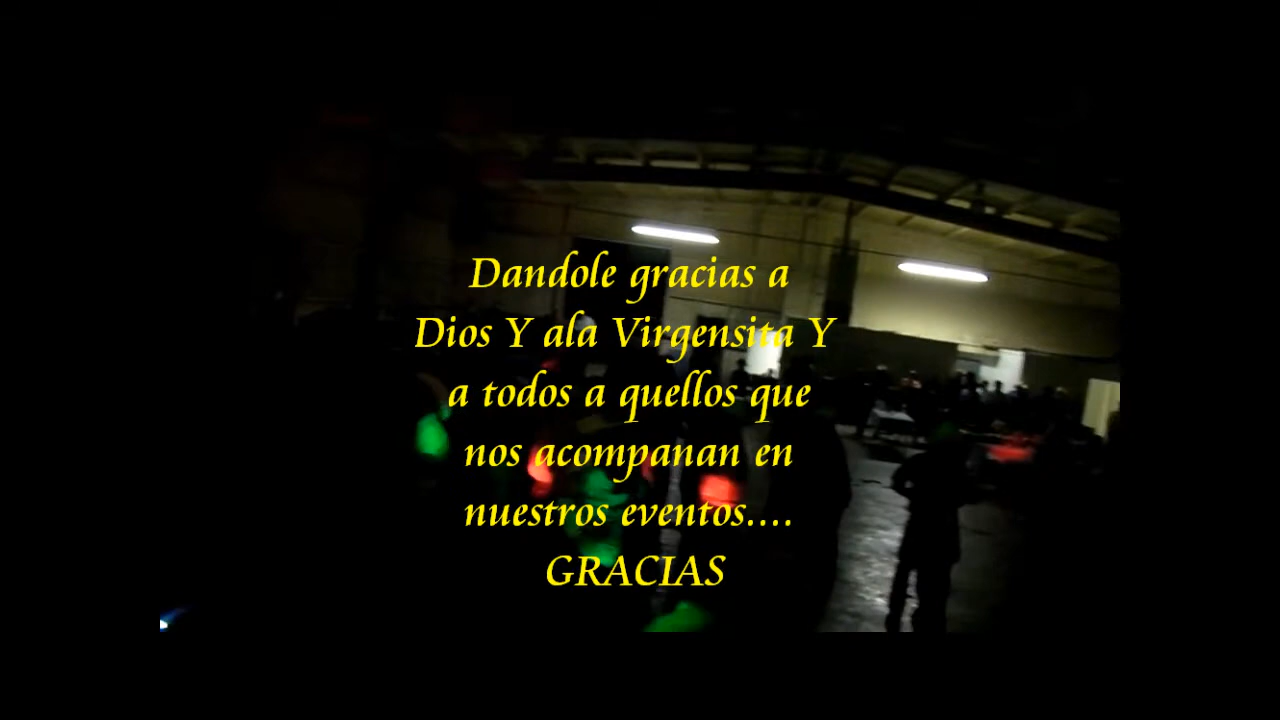 Dandole gracias a
Dios Y ala Virgensita Y
a todos a quellos que
nos acompanan en
nuestros eventos....
GRACIAS